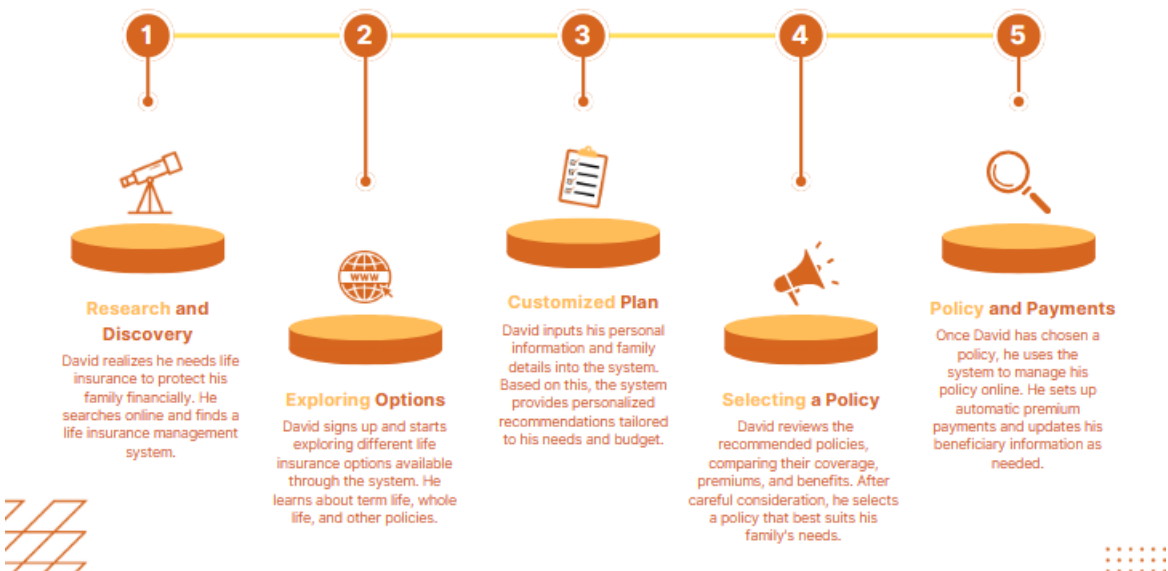 1
2
3
4
5
Research and
Discovery
David realizes he needs life
insurance to protect his
family financially. He
searches online and finds a
life insurance management
system.
WWW
Exploring Options
David signs up and starts
exploring different life
insurance options available
through the system. He
learns about term life, whole
life, and other policies.
Customized Plan
David inputs his personal
information and family
details into the system.
Based on this, the system
provides personalized
recommendations tailored
to his needs and budget.
Selecting a Policy
David reviews the
recommended policies,
comparing their coverage,
premiums, and benefits. After
careful consideration, he selects
a policy that best suits his
family's needs.
Policy and Payments
Once David has chosen a
policy, he uses the
system to manage his
policy online. He sets up
automatic premium
payments and updates his
beneficiary information as
needed.